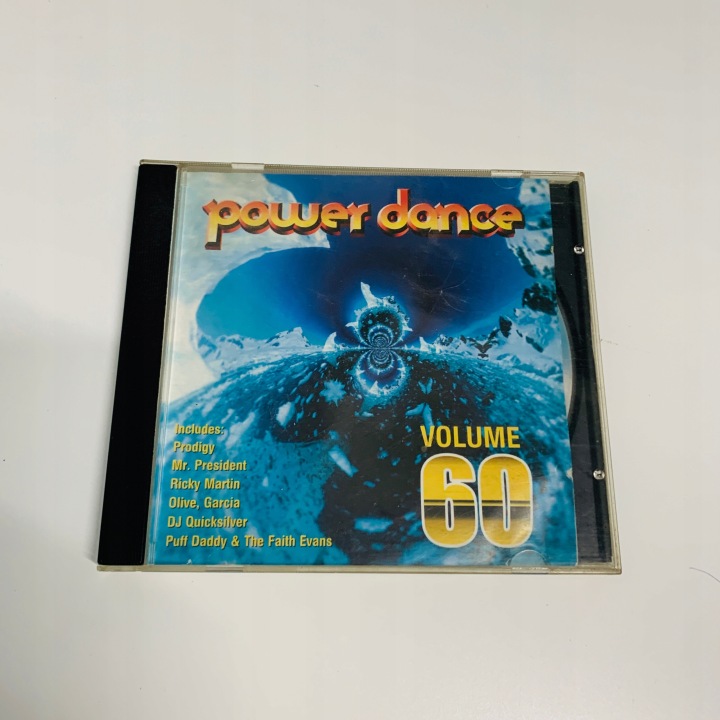 power dance
Includes:
Prodigy
Mr. President
Ricky Martin
Olive, Garcia
DJ Quicksilver
Puff Daddy & The Faith Evans
VOLUME
60